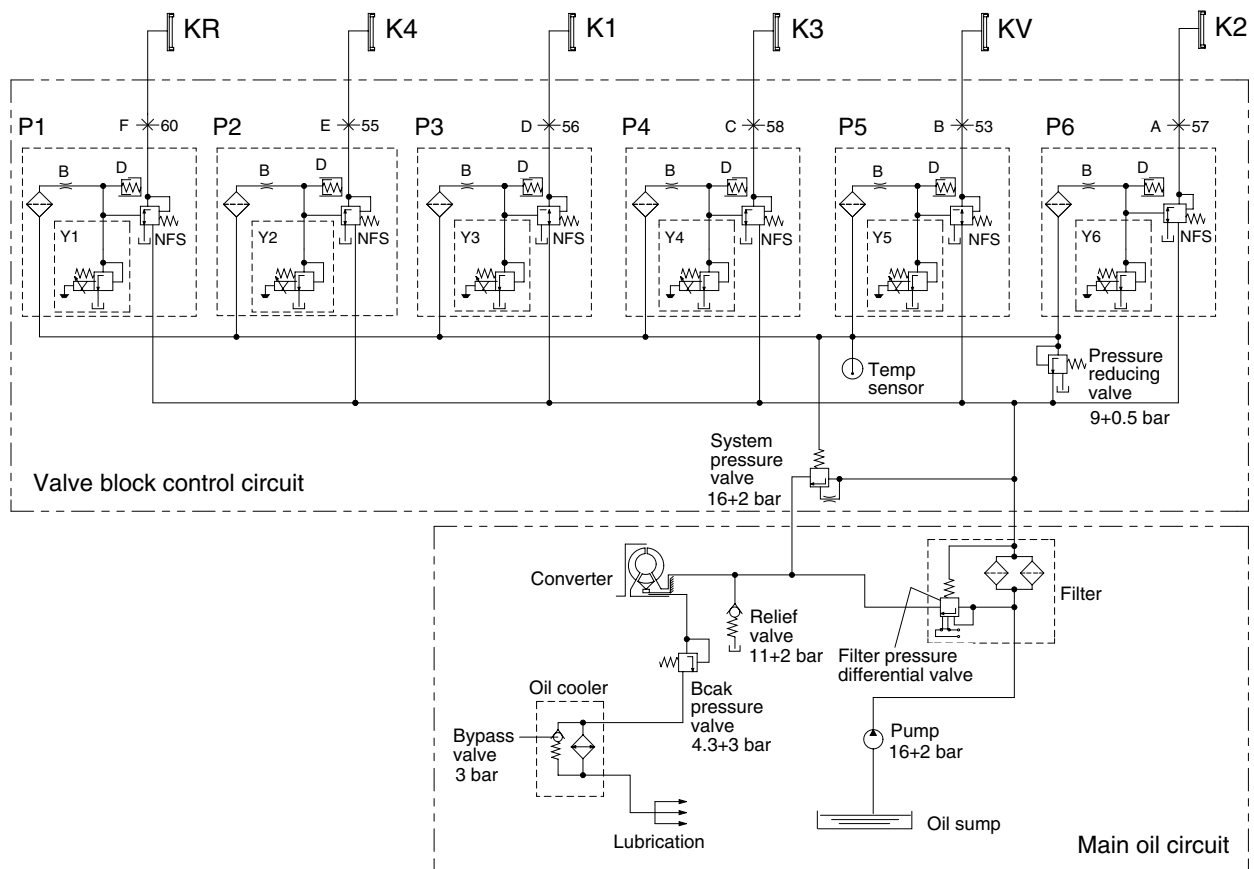 KR
K4
K1
K3
KV
K2
P1
F
60
P2
E
55
P3
D
56
P4
C
58
P5
B
53
P6
A
57
B
D
B
D
B
D
B
D
B
D
B
D
Y1
NFS
Y2
NFS
Y3
NFS
Y4
NFS
Y5
NFS
Y6
NFS
Temp
sensor
Pressure
reducing
valve
9+0.5 bar
System
pressure
valve
16+2 bar
Valve block control circuit
Converter
Relief
valve
11+2 bar
Filter
Filter pressure
differential valve
Oil cooler
Bcak
pressure
valve
4.3+3 bar
Bypass
valve
3 bar
Pump
16+2 bar
Lubrication
Oil sump
Main oil circuit